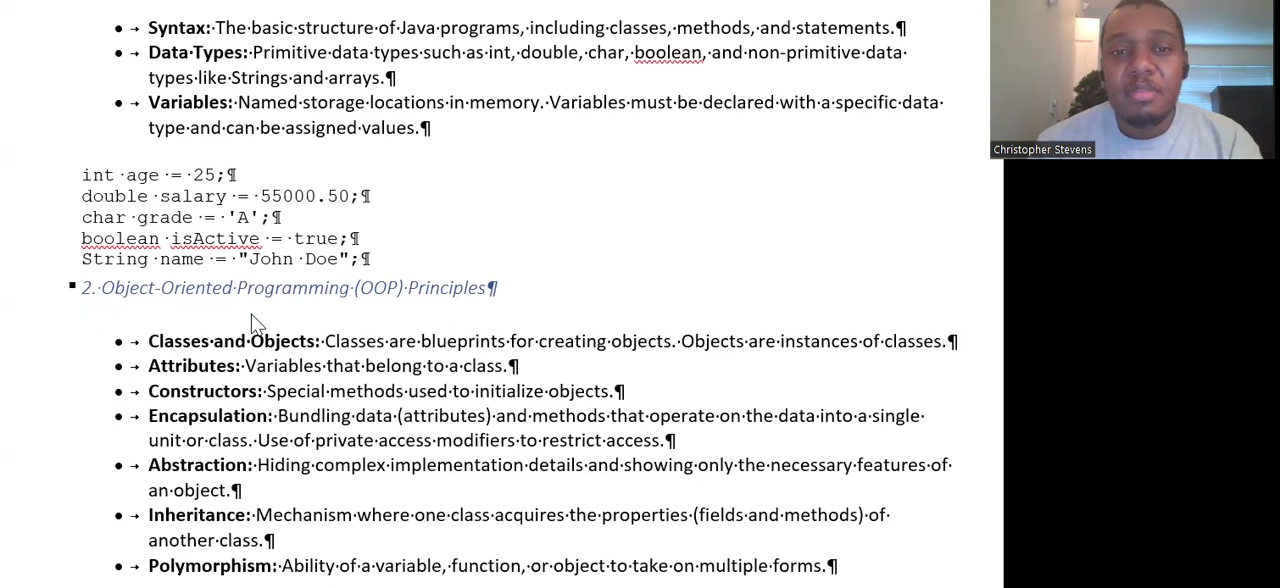 Syntax: The basic structure of Java programs, including classes, methods, and statements.¶
Data Types: Primitive data types such as int, double, char, boolean, and non-primitive data
types like Strings and arrays.¶
Variables: Named storage locations in memory. Variables must be declared with a specific data
type and can be assigned values.¶
Christopher Stevens
int age = 25;¶
double salary = 55000.50;¶
char grade = 'A';¶
boolean isActive = true;¶
String name = "John Doe";¶
2. Object-Oriented Programming (OOP) Principles¶
Classes and Objects: Classes are blueprints for creating objects. Objects are instances of classes.¶
Attributes: Variables that belong to a class.¶
Constructors: Special methods used to initialize objects.¶
Encapsulation: Bundling data (attributes) and methods that operate on the data into a single
unit or class. Use of private access modifiers to restrict access.¶
Abstraction: Hiding complex implementation details and showing only the necessary features of
an object.¶
Inheritance: Mechanism where one class acquires the properties (fields and methods) of
another class.¶
Polymorphism: Ability of a variable, function, or object to take on multiple forms.¶